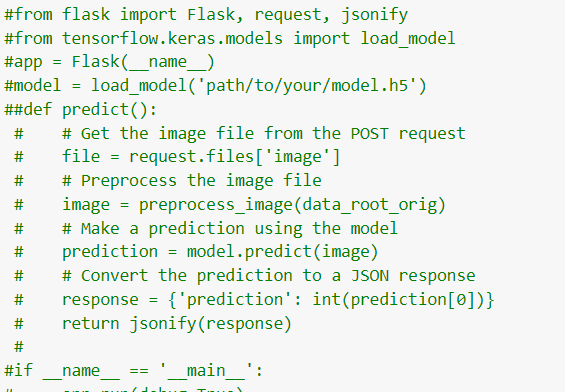 #from flask import Flask, request, jsonify
#from tensorflow.keras.models import load_model
#app = Flask(__name__)
#model = load_model('path/to/your/model.h5')
##def predict():
 #    # Get the image file from the POST request
 #    file = request.files['image']
 #    # Preprocess the image file
 #    image = preprocess_image(data_root_orig)
 #    # Make a prediction using the model
 #    prediction = model.predict(image)
 #    # Convert the prediction to a JSON response
 #    response = {'prediction': int(prediction[0])}
 #    return jsonify(response)
 #
#if __name__ == '__main__':
#    app.run(debug=True)